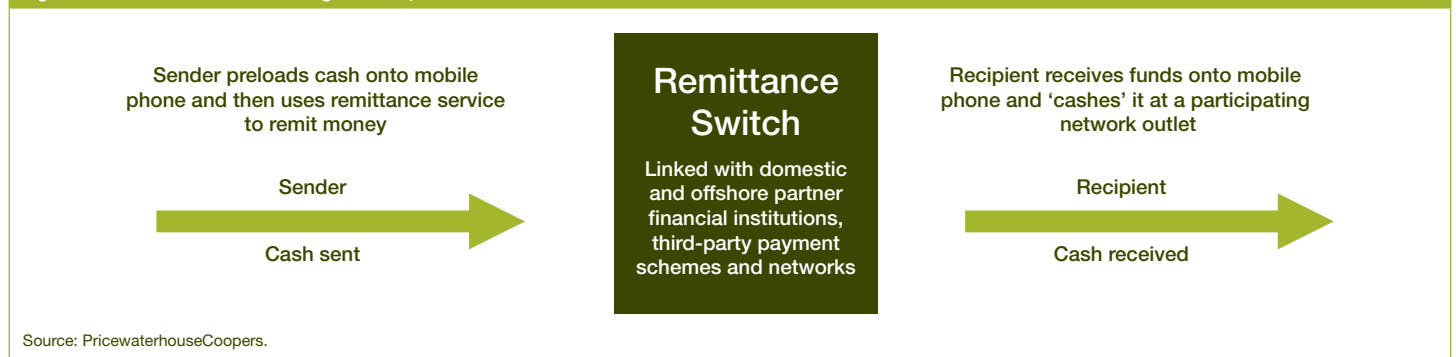 Sender preloads cash onto mobile
phone and then uses remittance service
to remit money
Sender
Cash sent
Remittance
Switch
Linked with domestic
and offshore partner
financial institutions,
third-party payment
schemes and networks
Recipient receives funds onto mobile
phone and ‘cashes’ it at a participating
network outlet
Recipient
Cash received
Source: PricewaterhouseCoopers.